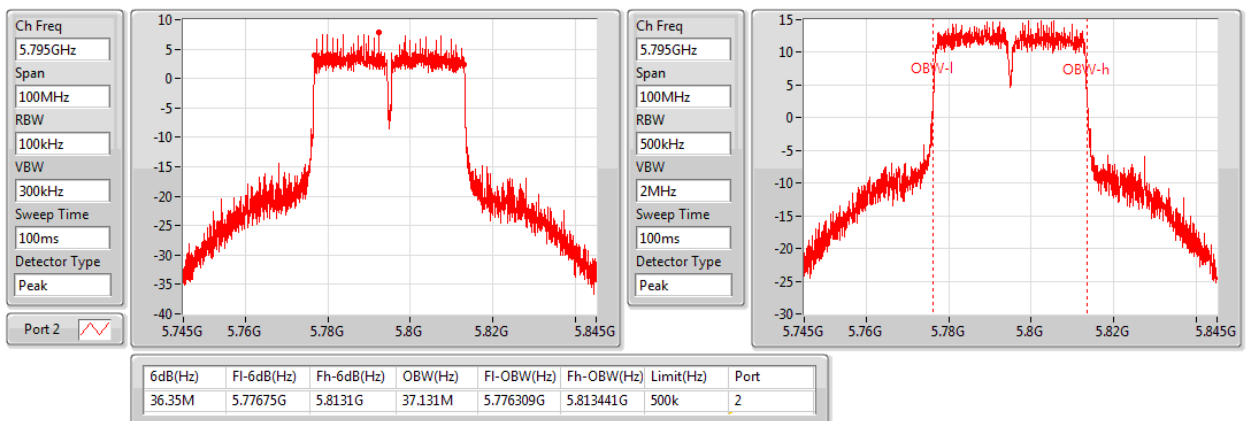 Ch Freq
5.795GHz
Span
100MHz
RBW
100kHz
VBW
300kHz
Sweep Time
100ms
Detector Type
Peak
Port 2
10
5
0
-5
-10
-15
-20
-25
-30
-35
-40
5.745G 5.76G 5.78G 5.8G 5.82G 5.845G
Ch Freq
5.795GHz
Span
100MHz
RBW
500kHz
VBW
2MHz
Sweep Time
100ms
Detector Type
Peak
15
10
5
0
-5
-10
-15
-20
-25
-30
OBW-l OBW-h
5.745G 5.76G 5.78G 5.8G 5.82G 5.845G
6dB(Hz) Fl-6dB(Hz) Fh-6dB(Hz) OBW(Hz) Fl-OBW(Hz) Fh-OBW(Hz) Limit(Hz) Port
36.35M 5.77675G 5.8131G 37.131M 5.776309G 5.813441G 500k 2